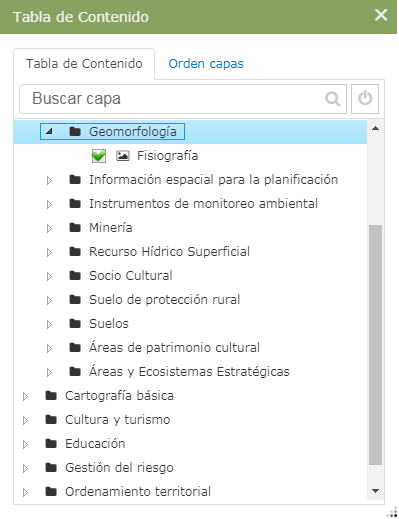 Tabla de Contenido
Tabla de Contenido Orden capas
Buscar capa
Geomorfología
Fisiografía
Información espacial para la planificación
Instrumentos de monitoreo ambiental
Minería
Recurso Hídrico Superficial
Socio Cultural
Suelo de protección rural
Suelos
Áreas de patrimonio cultural
Áreas y Ecosistemas Estratégicas
Cartografía básica
Cultura y turismo
Educación
Gestión del riesgo
Ordenamiento territorial